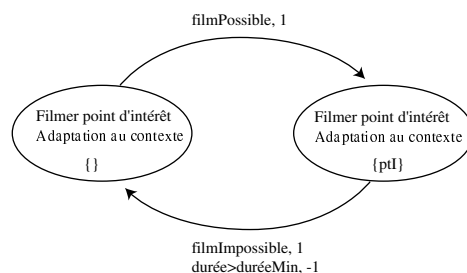 filmPossible, 1
Filmer point d'intérêt
Adaptation au contexte
{}
Filmer point d'intérêt
Adaptation au contexte
{ptI}
filmImpossible, 1
durée>duréeMin, -1